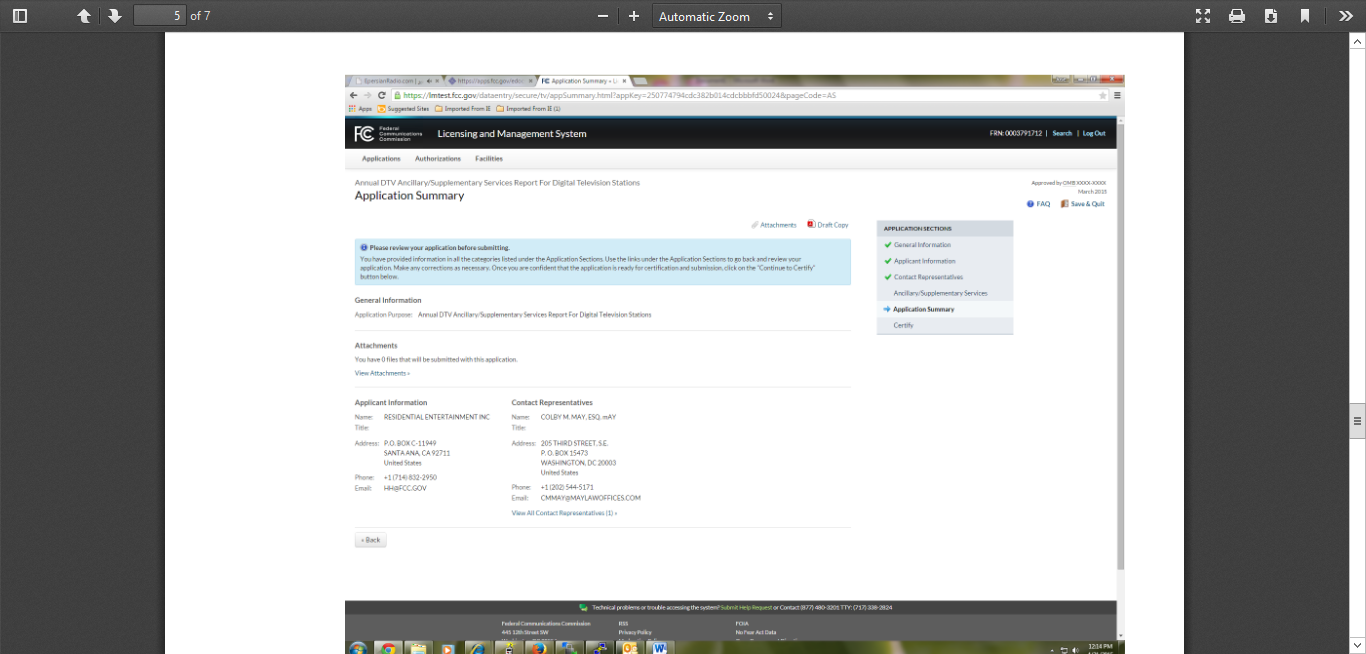 5 of 7
Automatic Zoom
Application Summary
https://lmtest.fcc.gov/dataentry/secure/tv/appSummary.html?appKey=250774794cdc382b014cdcbbbfd50024&pageCode=AS
Apps Suggested Sites Imported From IE Imported From IE (1)
FCC Federal Communications Commission
Licensing and Management System
FRN: 0003791712 | Search | Log Out
Applications Authorizations Facilities
Annual DTV Ancillary/Supplementary Services Report For Digital Television Stations
Application Summary
Approved by OMB XXXX-XXXX
March 2015
FAQ Save & Quit
Attachments Draft Copy
Please review your application before submitting.
You have provided information in all the categories listed under the Application Sections. Use the links under the Application Sections to go back and review your
application. Make any corrections as necessary. Once you are confident that the application is ready for certification and submission, click on the "Continue to Certify"
button below.
General Information
Application Purpose: Annual DTV Ancillary/Supplementary Services Report For Digital Television Stations
Attachments
You have 0 files that will be submitted with this application.
View Attachments »
Applicant Information
Name: RESIDENTIAL ENTERTAINMENT INC
Title:
Address: P.O. BOX C-11949
SANTA ANA, CA 92711
United States
Phone: +1 (714) 832-2950
Email: HH@FCC.GOV
Contact Representatives
Name: COLBY M. MAY, ESQ. mAY
Title:
Address: 205 THIRD STREET, S.E.
P. O. BOX 15473
WASHINGTON, DC 20003
United States
Phone: +1 (202) 544-5171
Email: CMMAY@MAYLAWOFFICES.COM
View All Contact Representatives (1) »
« Back
APPLICATION SECTIONS
General Information
Applicant Information
Contact Representatives
Ancillary/Supplementary Services
Application Summary
Certify
Technical problems or trouble accessing the system? Submit Help Request or Contact (877) 480-3201 TTY: (717) 338-2824
Federal Communications Commission
445 12th Street SW
RSS
Privacy Policy
FOIA
No Fear Act Data
12:14 PM